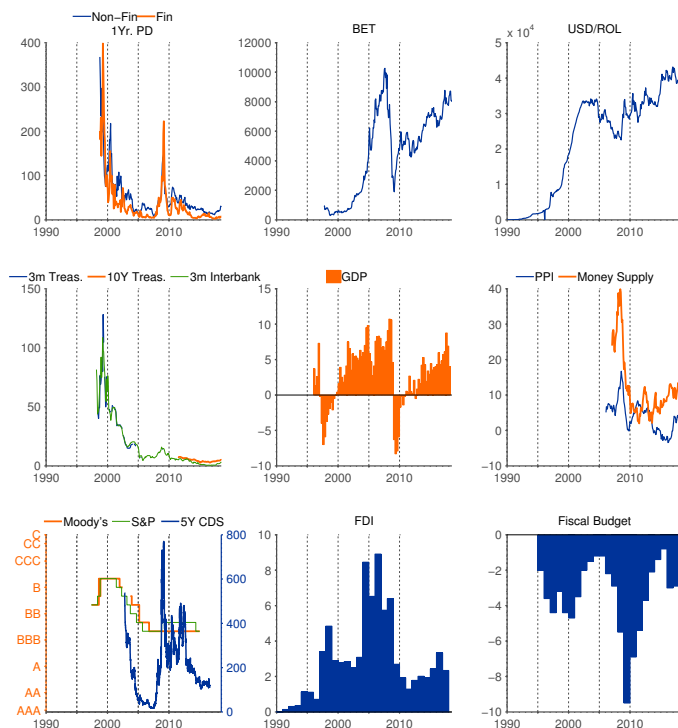 Non−Fin Fin
1Yr. PD
400
300
200
100
0
1990 2000 2010
BET
12000
10000
8000
6000
4000
2000
0
1990 2000 2010
USD/ROL
x 10⁴
5
4
3
2
1
0
1990 2000 2010
3m Treas. 10Y Treas. 3m Interbank
150
100
50
0
1990 2000 2010
GDP
15
10
5
0
−5
−10
1990 2000 2010
PPI Money Supply
40
30
20
10
0
−10
1990 2000 2010
Moody's S&P 5Y CDS
C
CC
CCC
B
BB
BBB
A
AA
AAA
800
600
400
200
0
1990 2000 2010
FDI
10
8
6
4
2
0
1990 2000 2010
Fiscal Budget
0
−2
−4
−6
−8
−10
1990 2000 2010